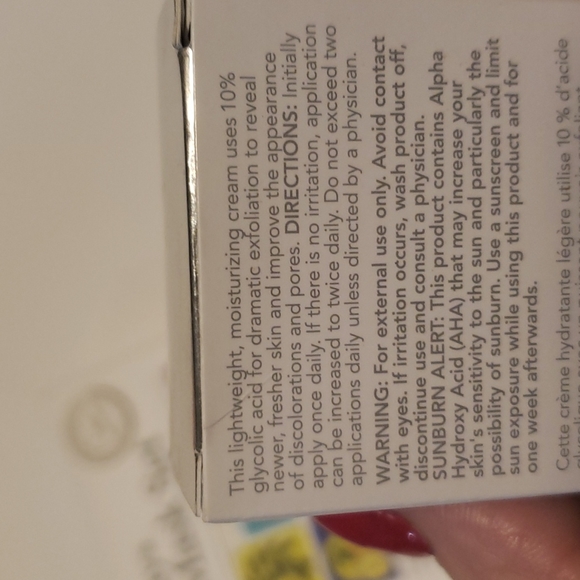 This lightweight, moisturizing cream uses 10%
glycolic acid for dramatic exfoliation to reveal
newer, fresher skin and improve the appearance
of discolorations and pores. DIRECTIONS: Initially
apply once daily. If there is no irritation, application
can be increased to twice daily. Do not exceed two
applications daily unless directed by a physician.
WARNING: For external use only. Avoid contact
with eyes. If irritation occurs, wash product off,
discontinue use and consult a physician.
SUNBURN ALERT: This product contains Alpha
Hydroxy Acid (AHA) that may increase your
skin's sensitivity to the sun and particularly the
possibility of sunburn. Use a sunscreen and limit
sun exposure while using this product and for
one week afterwards.
Cette crème hydratante légère utilise 10 % d'acide